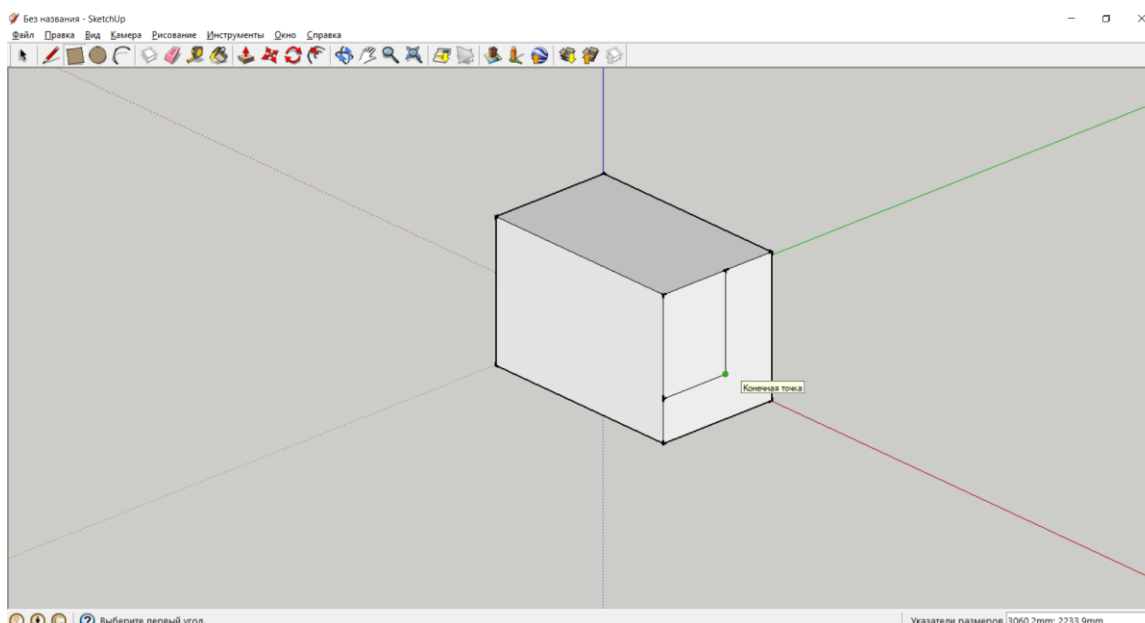 Без названия - SketchUp
Файл Правка Вид Камера Рисование Инструменты Окно Справка
Конечная точка
Выберите первый угол.
Указатели размеров 3060,2mm; 2233,9mm